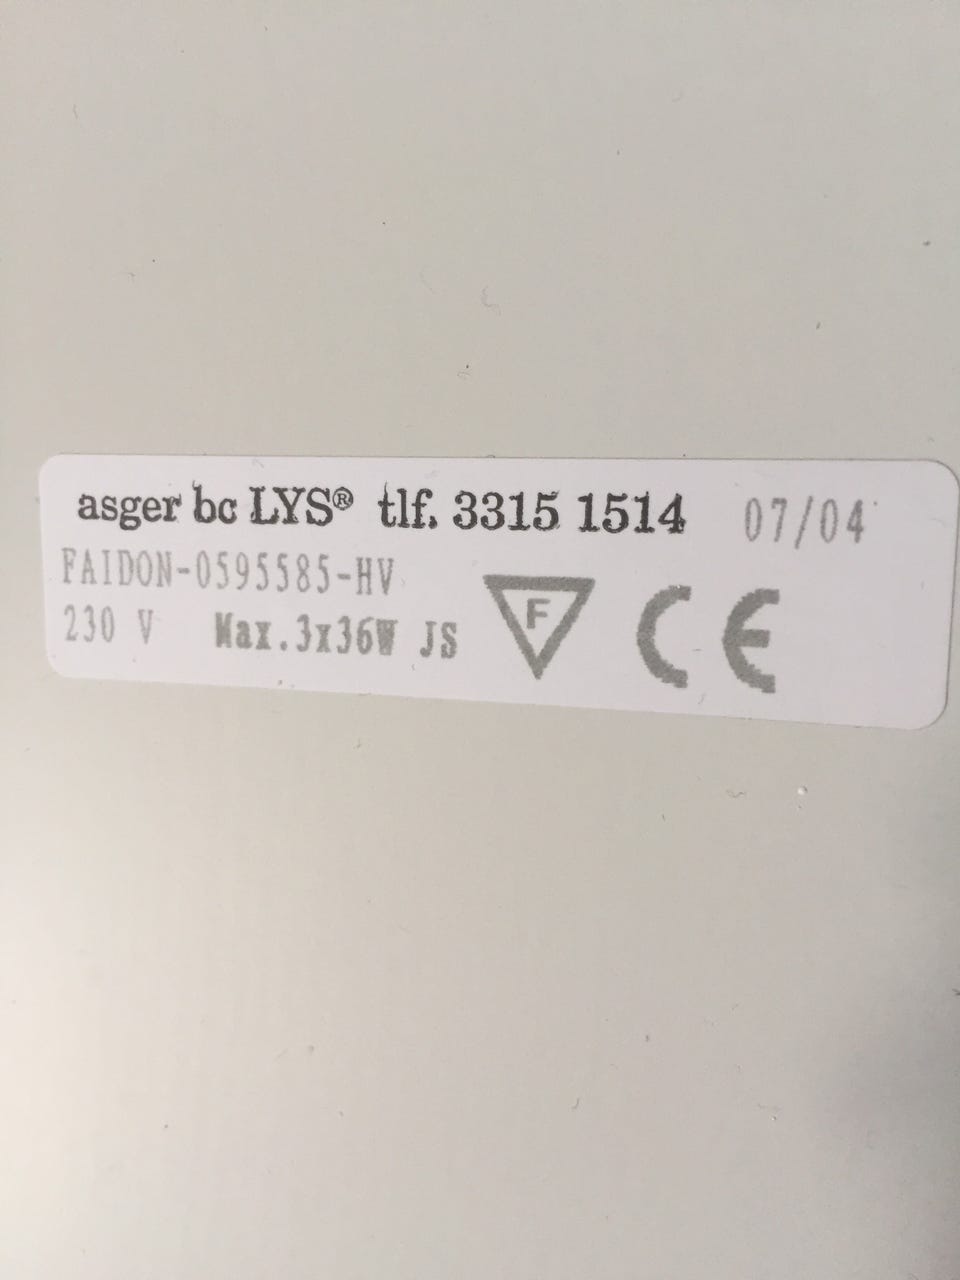 asger bc LYS® tlf. 3315 1514 07/04
FAIDON-0595585-HV
230 V Max.3x36W JS F CE